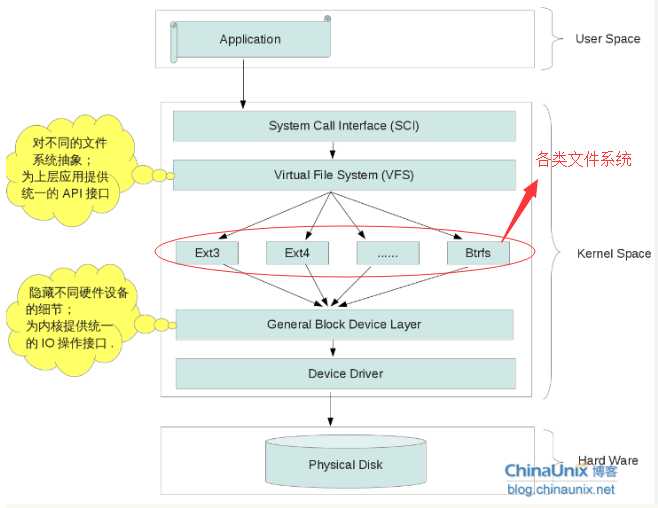 Application
User Space
System Call Interface (SCI)
对不同的文件
系统抽象；
为上层应用提供
统一的 API 接口
Virtual File System (VFS)
各类文件系统
Ext3
Ext4
......
Btrfs
Kernel Space
隐藏不同硬件设备
的细节；
为内核提供统一
的 IO 操作接口 .
General Block Device Layer
Device Driver
Physical Disk
Hard Ware
ChinaUnix 博客
blog.chinaunix.net